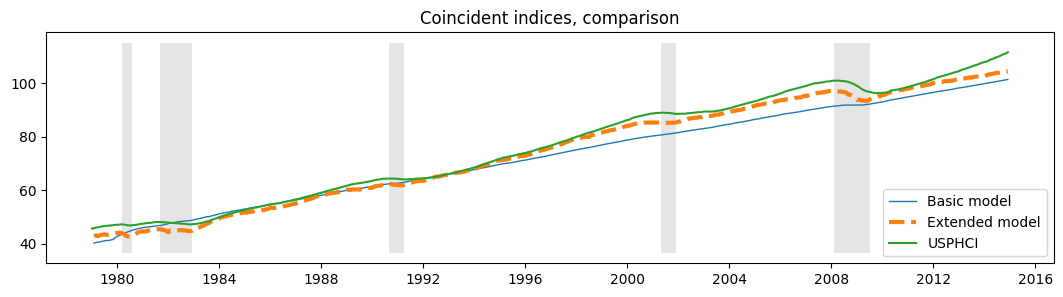 Coincident indices, comparison
100
80
60
40
Basic model
Extended model
USPHCI
1980 1984 1988 1992 1996 2000 2004 2008 2012 2016